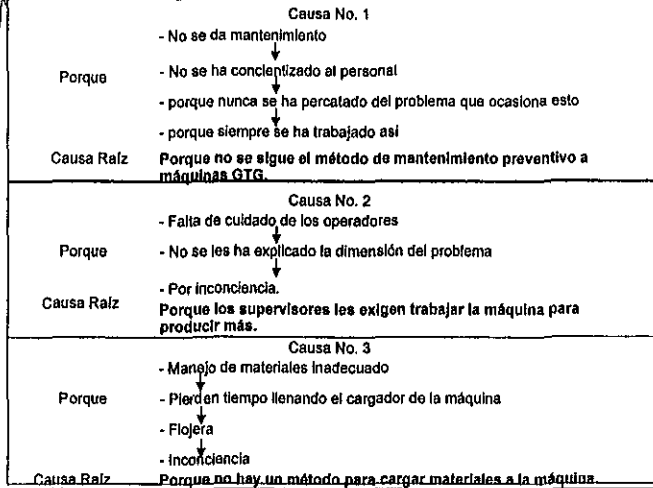 Causa No. 1
- No se da mantenimiento
Porque - No se ha concientizado al personal
- porque nunca se ha percatado del problema que ocasiona esto
- porque siempre se ha trabajado asi
Causa Raíz Porque no se sigue el método de mantenimiento preventivo a
máquinas GTG.
Causa No. 2
- Falta de cuidado de los operadores
Porque - No se les ha explicado la dimensión del problema
- Por inconciencia.
Causa Raíz Porque los supervisores les exigen trabajar la máquina para
producir más.
Causa No. 3
- Manejo de materiales inadecuado
Porque - Pierden tiempo llenando el cargador de la máquina
- Flojera
- Inconciencia
Causa Raíz Porque no hay un método para cargar materiales a la máquina.